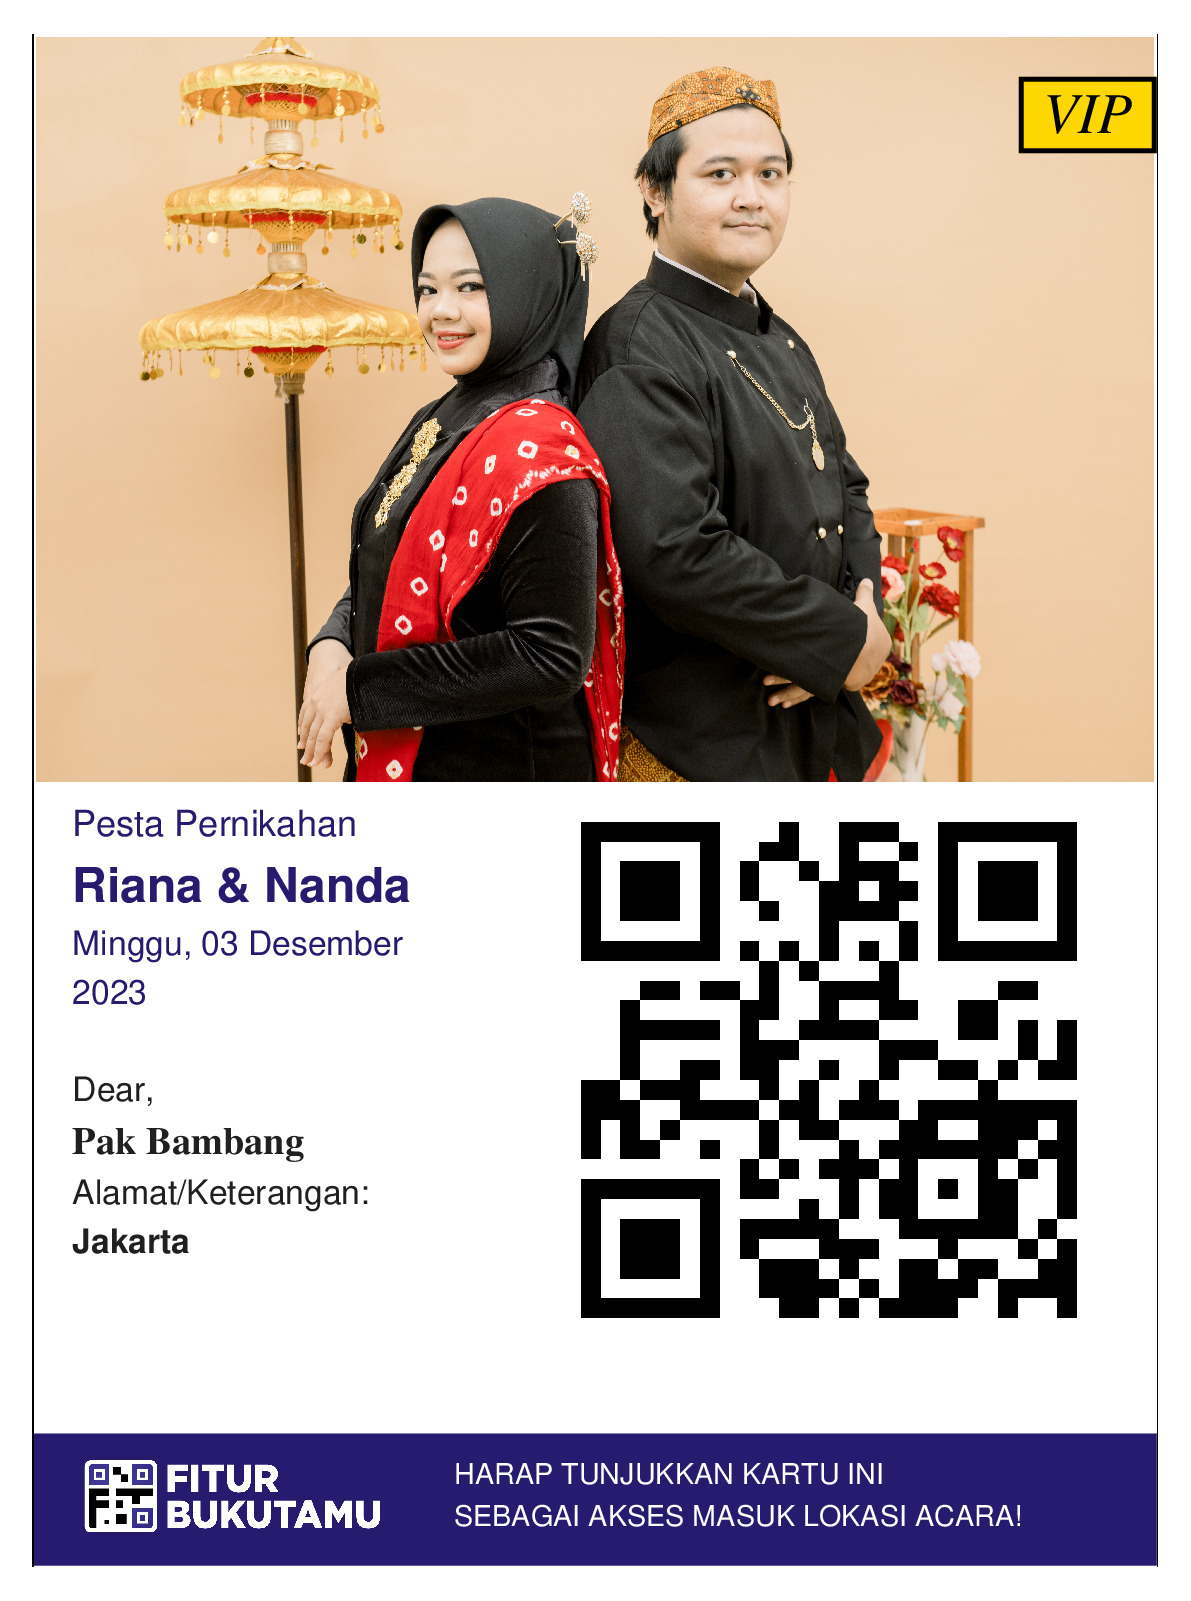 VIP
Pesta Pernikahan
Riana & Nanda
Minggu, 03 Desember
2023
Dear,
Pak Bambang
Alamat/Keterangan:
Jakarta
FITUR
BUKUTAMU
HARAP TUNJUKKAN KARTU INI
SEBAGAI AKSES MASUK LOKASI ACARA!